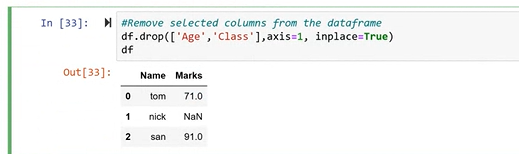 In [33]: #Remove selected columns from the dataframe
df.drop(['Age','Class'],axis=1, inplace=True)
df
Out[33]:
Name Marks
0 tom 71.0
1 nick NaN
2 san 91.0